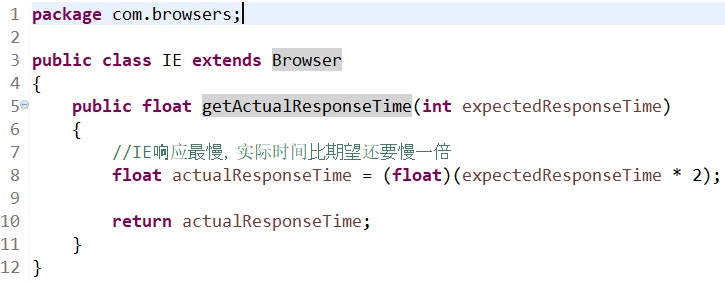 1 package com.browsers;
2
3 public class IE extends Browser
4 {
5 public float getActualResponseTime(int expectedResponseTime)
6 {
7 //IE响应最慢, 实际时间比期望还要慢一倍
8 float actualResponseTime = (float)(expectedResponseTime * 2);
9
10 return actualResponseTime;
11 }
12 }